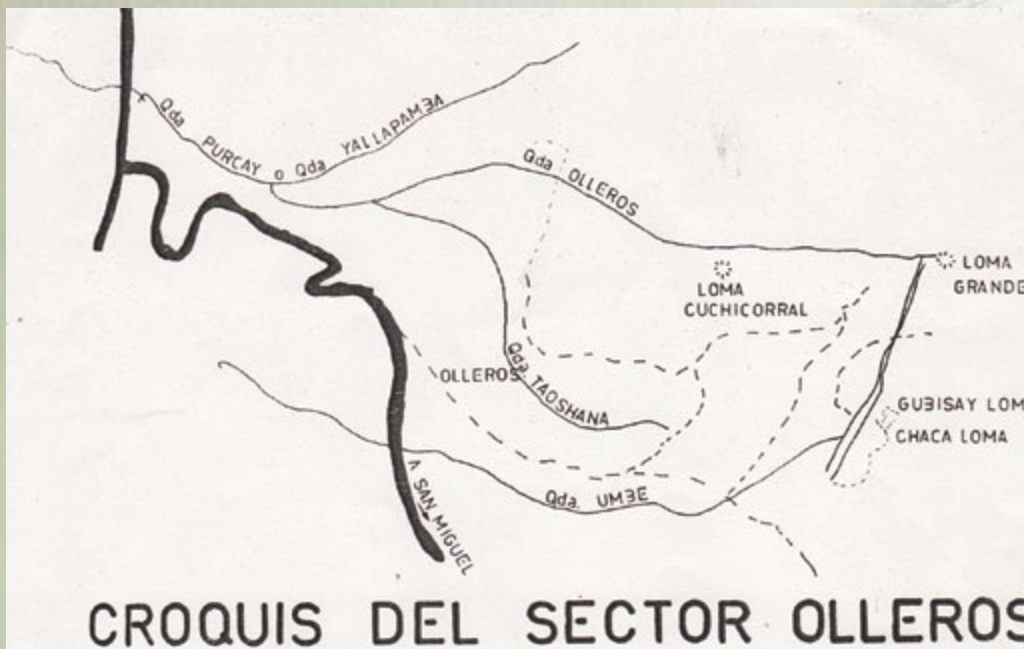 Qda PURCAY
Qda YALLAPAMBA
Qda OLLEROS
LOMA GRANDE
LOMA
CUCHICORRAL
OLLEROS
Qda TAOSHANA
GUBISAY LOM
CHACA LOMA
Qda. UMBE
A SAN MIGUEL
CROQUIS DEL SECTOR OLLEROS